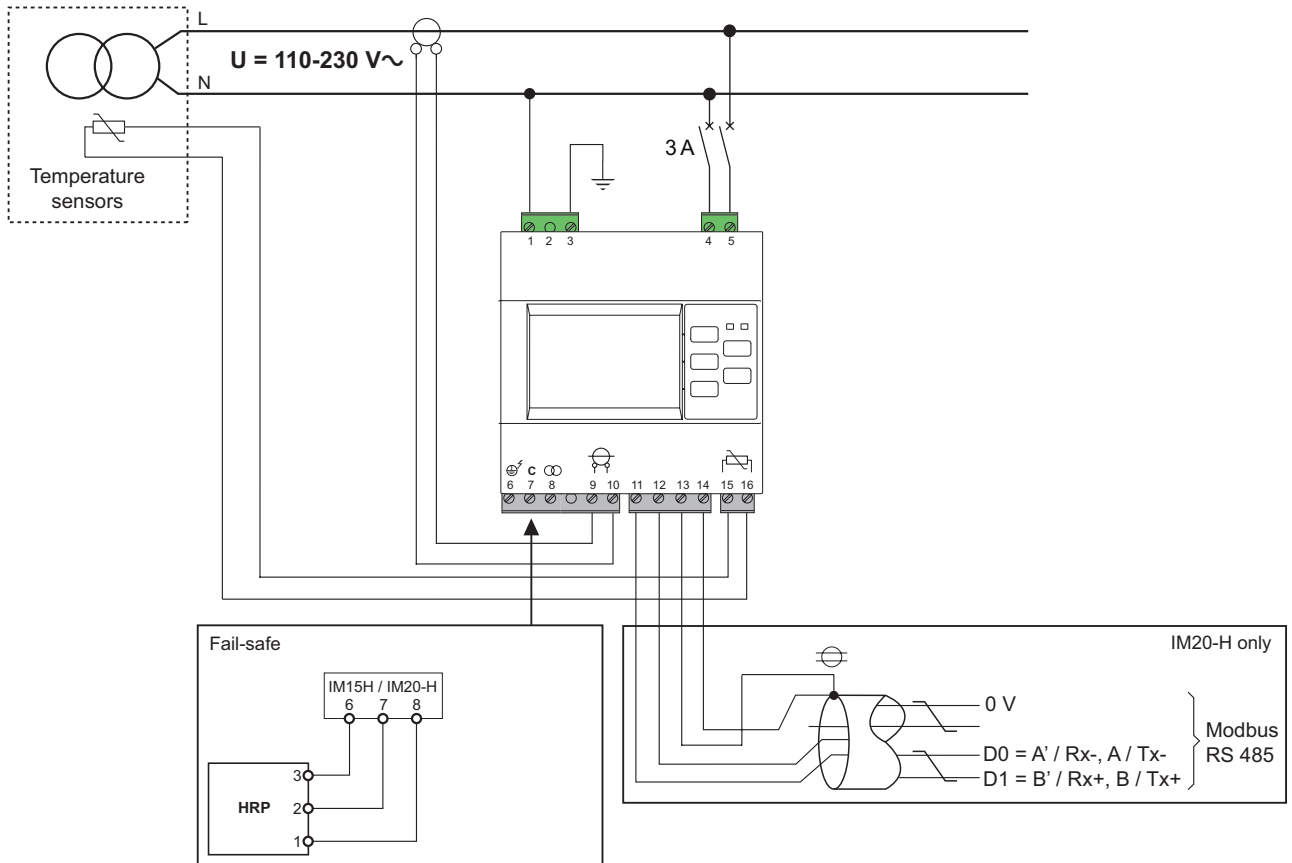 L
U = 110-230 V~
N
3 A
Temperature
sensors
1 2 3
4 5
C
6 7 8 9 10 11 12 13 14 15 16
Fail-safe
IM15H / IM20-H
6 7 8
3
HRP 2
1
IM20-H only
0 V
Modbus
RS 485
D0 = A’ / Rx-, A / Tx-
D1 = B’ / Rx+, B / Tx+